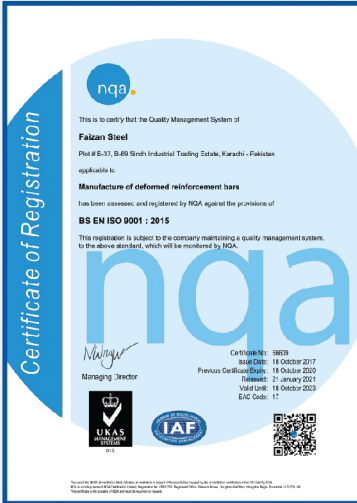 nqa.
Certificate of Registration
This is to certify that the Quality Management System of
Faizan Steel
Plot # E-37, B-69 Sindh Industrial Trading Estate, Karachi - Pakistan
applicable to
Manufacture of deformed reinforcement bars
has been assessed and registered by NQA against the provisions of
BS EN ISO 9001 : 2015
This registration is subject to the company maintaining a quality management system,
to the above standard, which will be monitored by NQA.
nqa
Managing Director
Certificate No: 56609
Issue Date: 18 October 2017
Previous Certificate Expiry: 18 October 2020
Reissued: 21 January 2021
Valid Until: 18 October 2023
EAC Code: 17
UKAS
MANAGEMENT
SYSTEMS
015
IAF